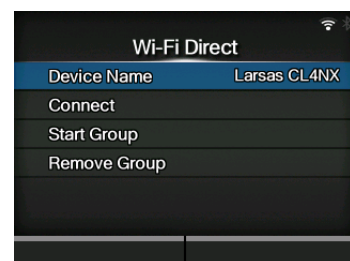 Wi-Fi Direct
Device Name Larsas CL4NX
Connect
Start Group
Remove Group